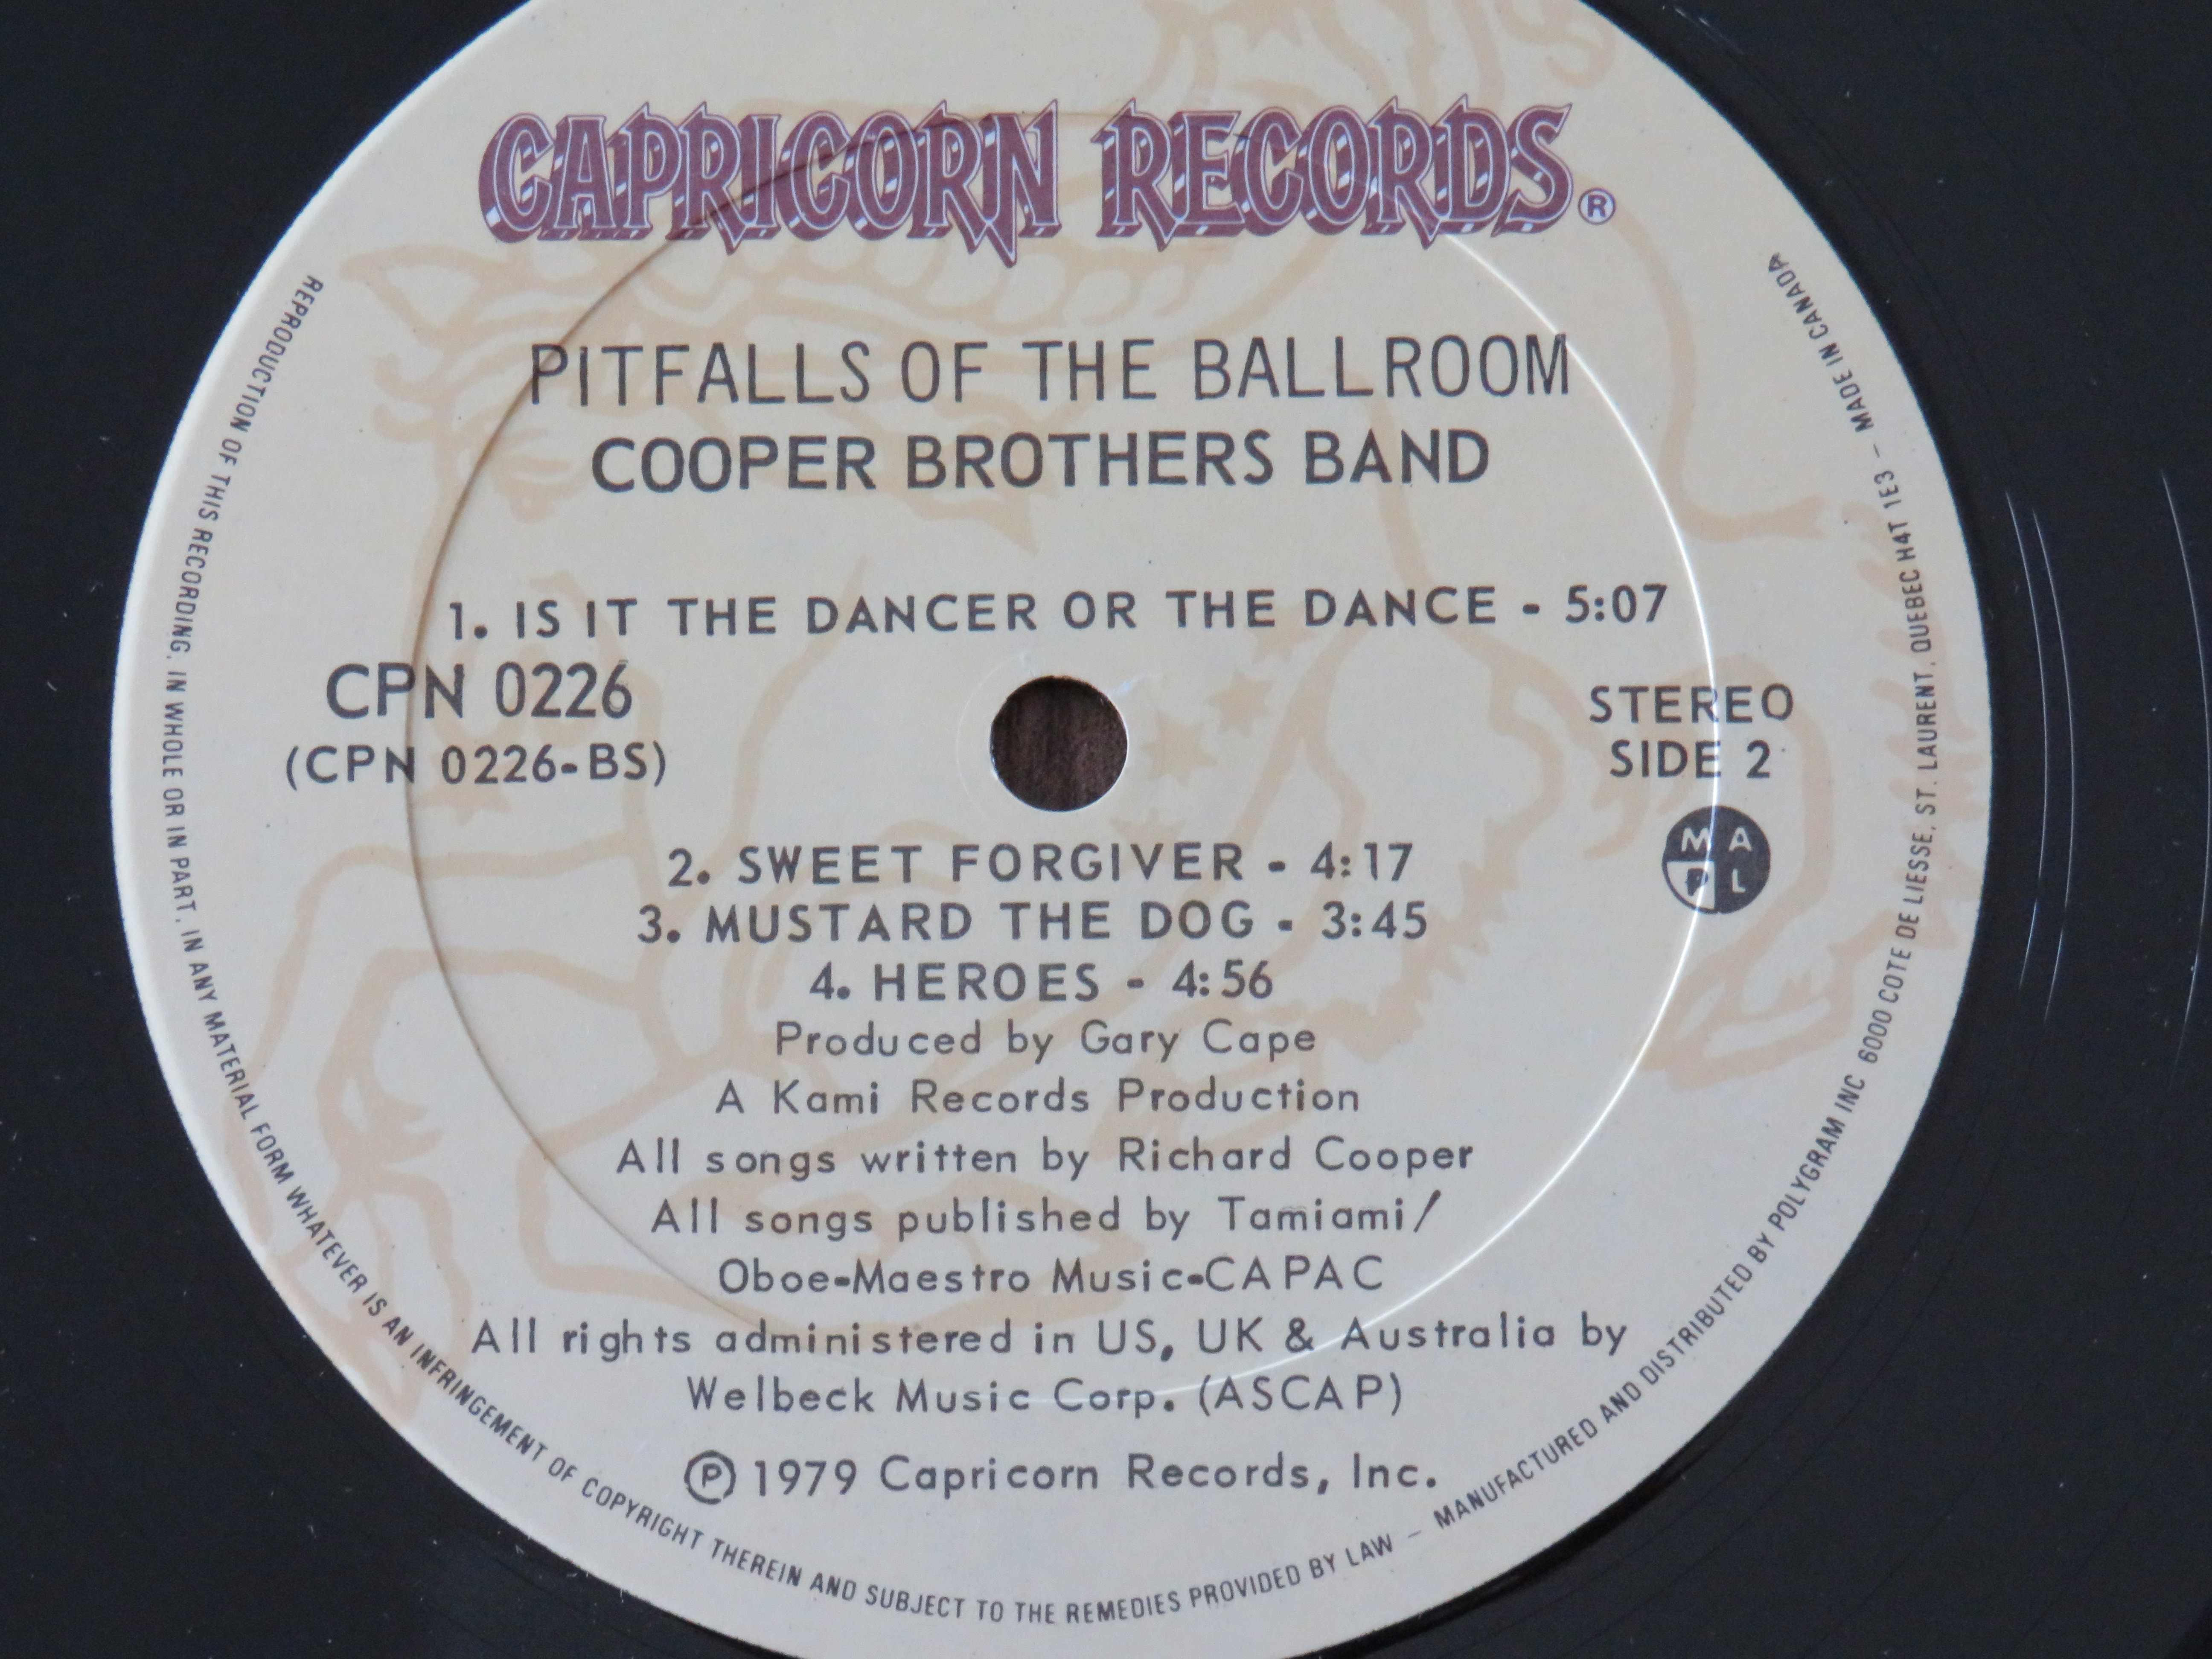 CAPRICORN RECORDS®
PITFALLS OF THE BALLROOM
COOPER BROTHERS BAND
1. IS IT THE DANCER OR THE DANCE - 5:07
CPN 0226
(CPN 0226-BS)
STEREO
SIDE 2
M A
P L
2. SWEET FORGIVER - 4:17
3. MUSTARD THE DOG - 3:45
4. HEROES - 4:56
Produced by Gary Cape
A Kami Records Production
All songs written by Richard Cooper
All songs published by Tamiami/
Oboe-Maestro Music-CAPAC
All rights administered in US, UK & Australia by
Welbeck Music Corp. (ASCAP)
℗ 1979 Capricorn Records, Inc.
REPRODUCTION OF THIS RECORDING, IN WHOLE OR IN PART, IN ANY MATERIAL FORM WHATEVER IS AN INFRINGEMENT OF COPYRIGHT THEREIN AND SUBJECT TO THE REMEDIES PROVIDED BY LAW – MANUFACTURED AND DISTRIBUTED BY POLYGRAM INC 6000 COTE DE LIESSE, ST. LAURENT, QUEBEC H4T 1E3 – MADE IN CANADA